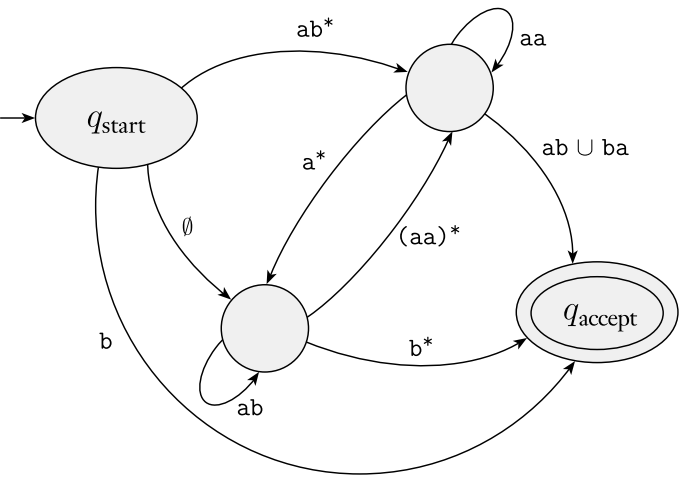 ab*
aa
q_start
a*
ab ∪ ba
∅
(aa)*
q_accept
b
b*
ab